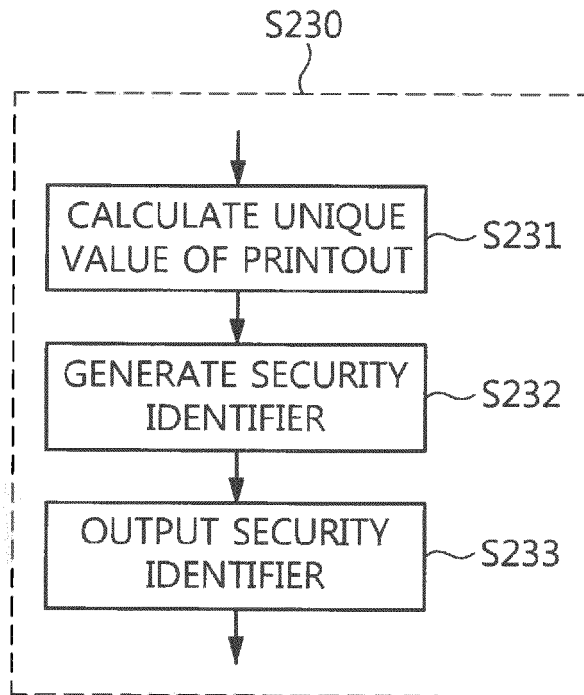 S230
CALCULATE UNIQUE
VALUE OF PRINTOUT
S231
GENERATE SECURITY
IDENTIFIER
S232
OUTPUT SECURITY
IDENTIFIER
S233